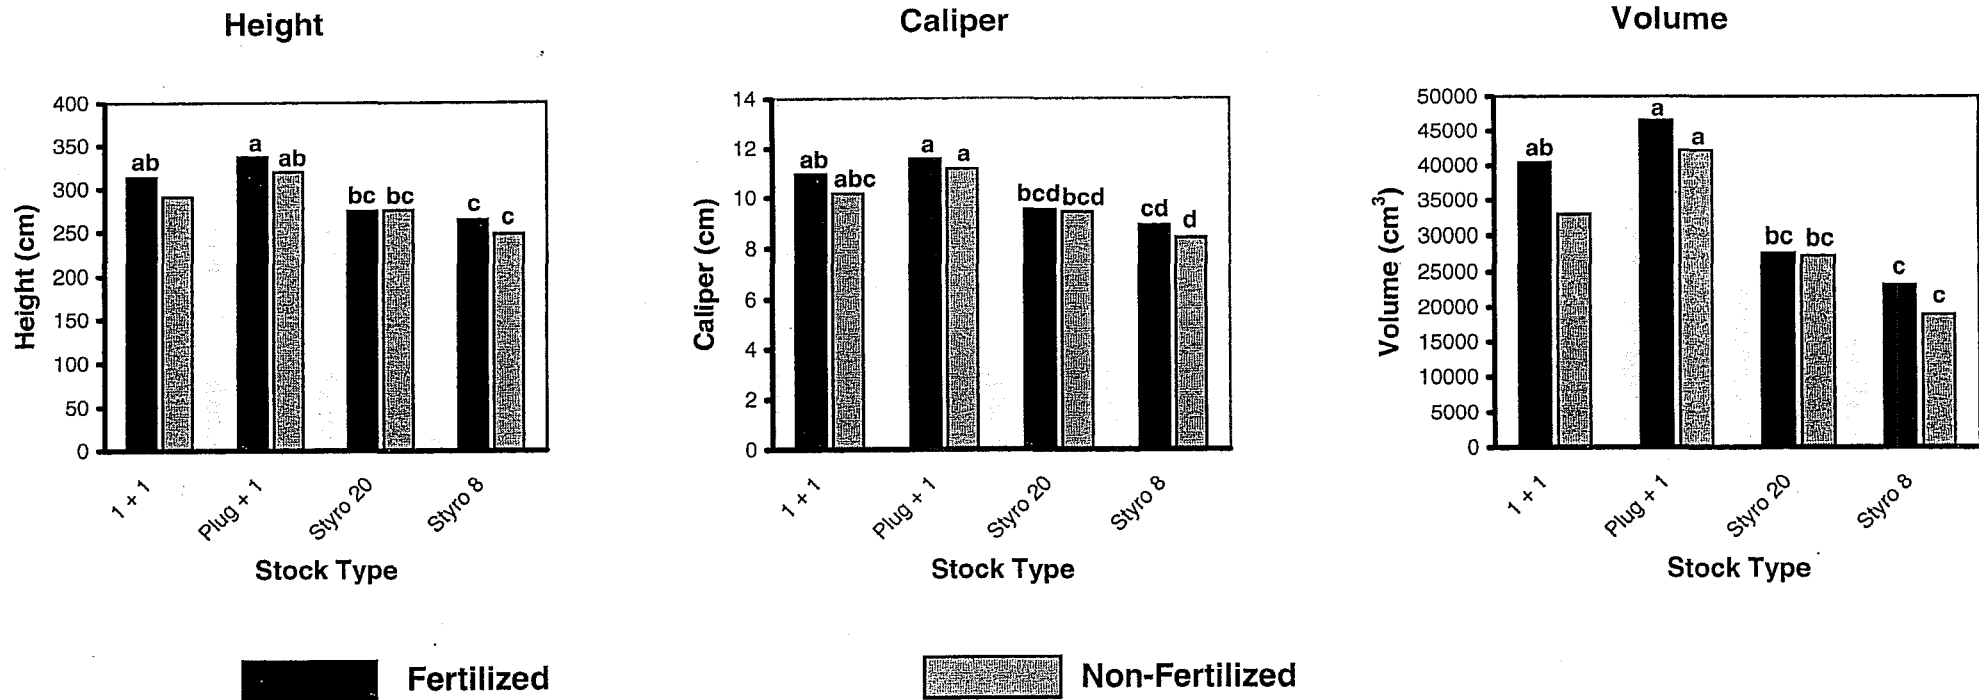 Height
Caliper
Volume
400
350
300
250
200
150
100
50
0
Height (cm)
ab
a
ab
bc
bc
c
c
1 + 1
Plug + 1
Styro 20
Styro 8
Stock Type
14
12
10
8
6
4
2
0
Caliper (cm)
ab
abc
a
a
bcd
bcd
cd
d
1 + 1
Plug + 1
Styro 20
Styro 8
Stock Type
50000
45000
40000
35000
30000
25000
20000
15000
10000
5000
0
Volume (cm³)
ab
a
a
bc
bc
c
c
1 + 1
Plug + 1
Styro 20
Styro 8
Stock Type
Fertilized
Non-Fertilized